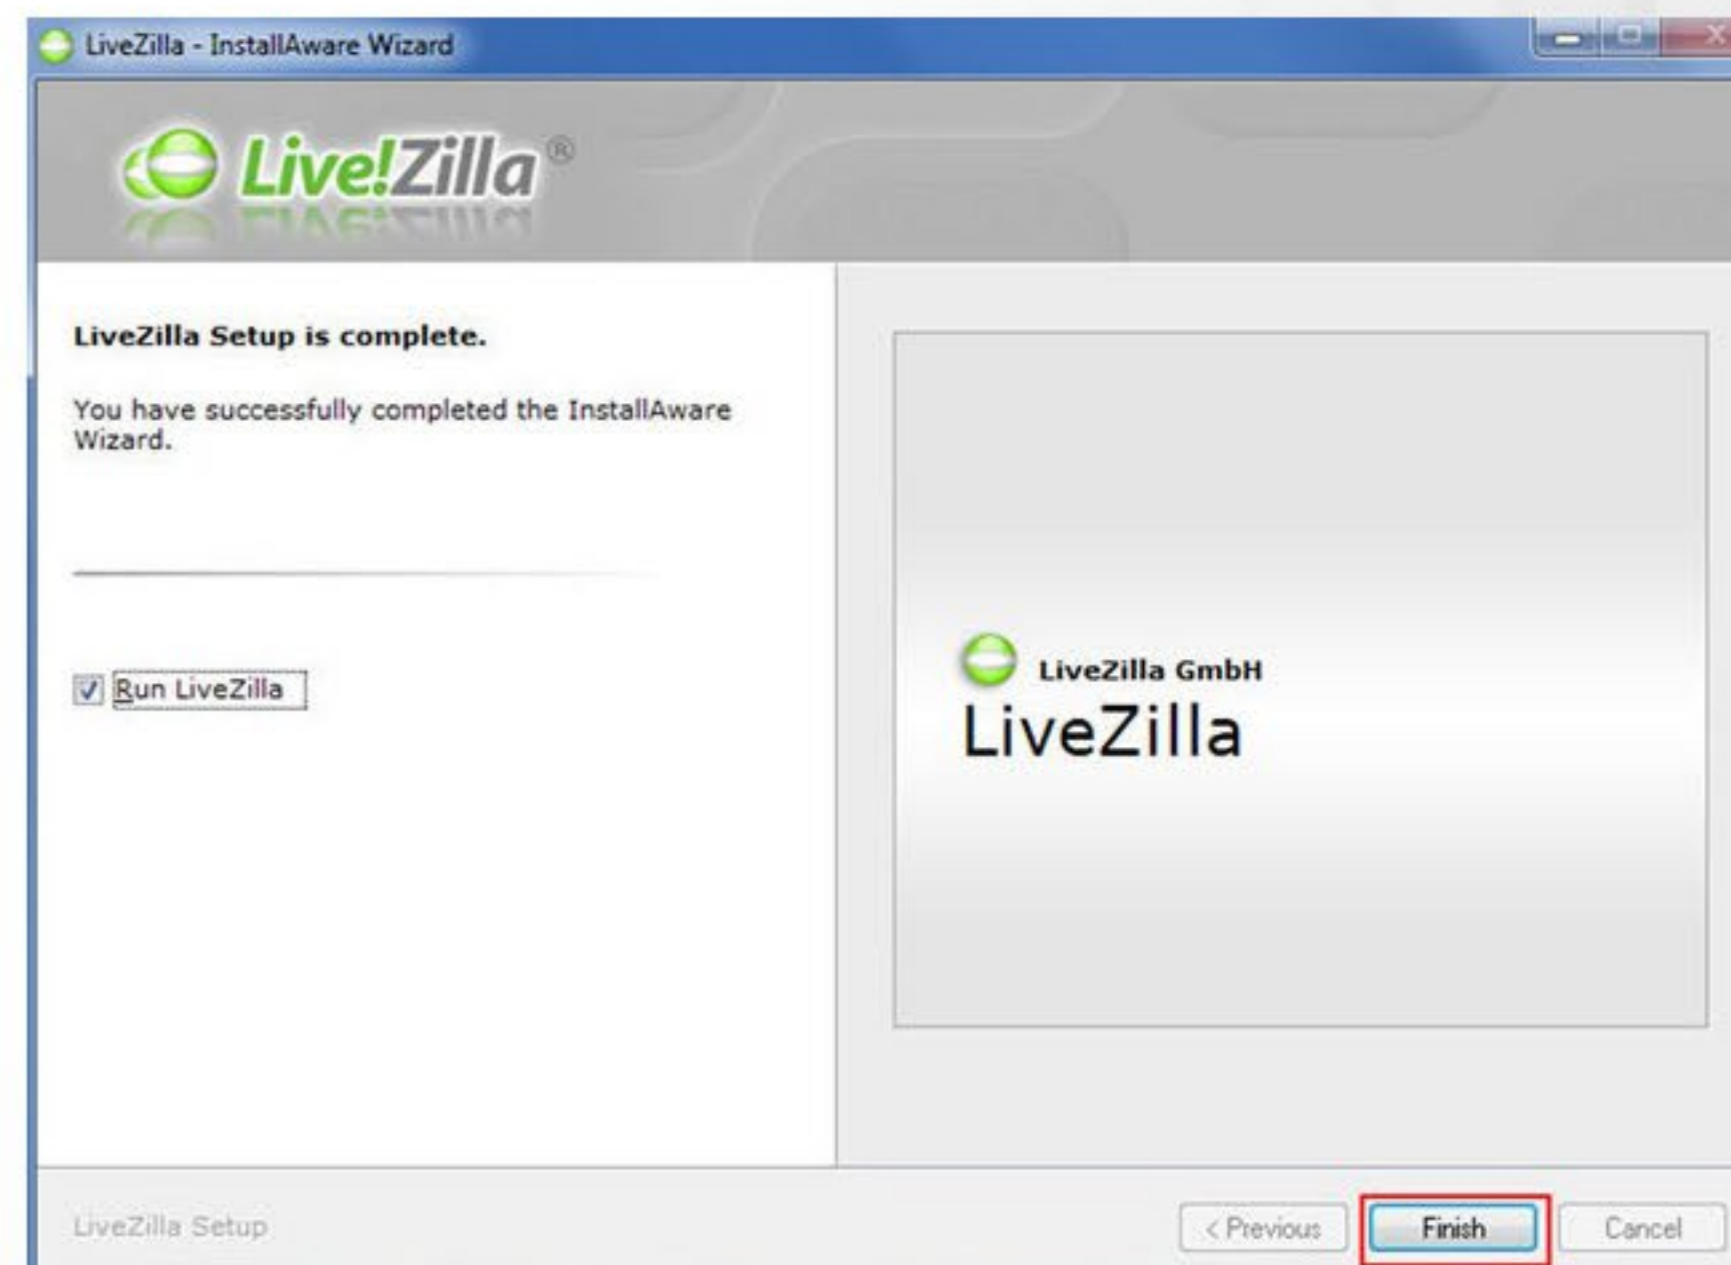 LiveZilla - InstallAware Wizard
Live!Zilla®
LiveZilla Setup is complete.
You have successfully completed the InstallAware
Wizard.
Run LiveZilla
LiveZilla GmbH
LiveZilla
LiveZilla Setup
< Previous
Finish
Cancel